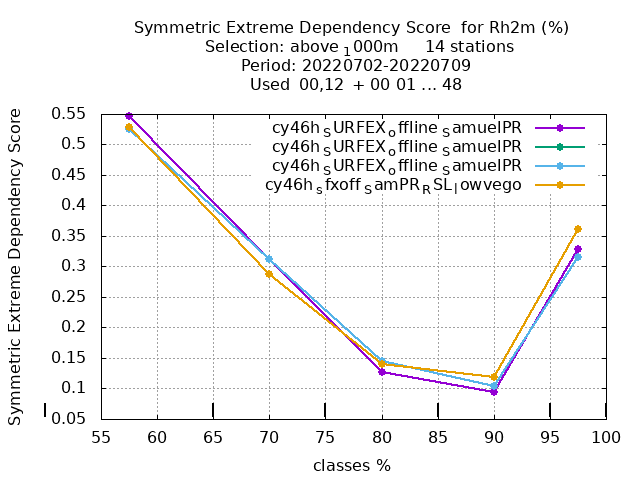 Symmetric Extreme Dependency Score for Rh2m (%)
Selection: above 1000m 14 stations
Period: 20220702-20220709
Used 00,12 + 00 01 ... 48
Symmetric Extreme Dependency Score
cy46h SURFEX offline SamuelPR
cy46h SURFEX offline SamuelPR
cy46h SURFEX offline SamuelPR
cy46h sfxoff SamPR RSL lowvego
0.55
0.5
0.45
0.4
0.35
0.3
0.25
0.2
0.15
0.1
0.05
55 60 65 70 75 80 85 90 95 100
classes %